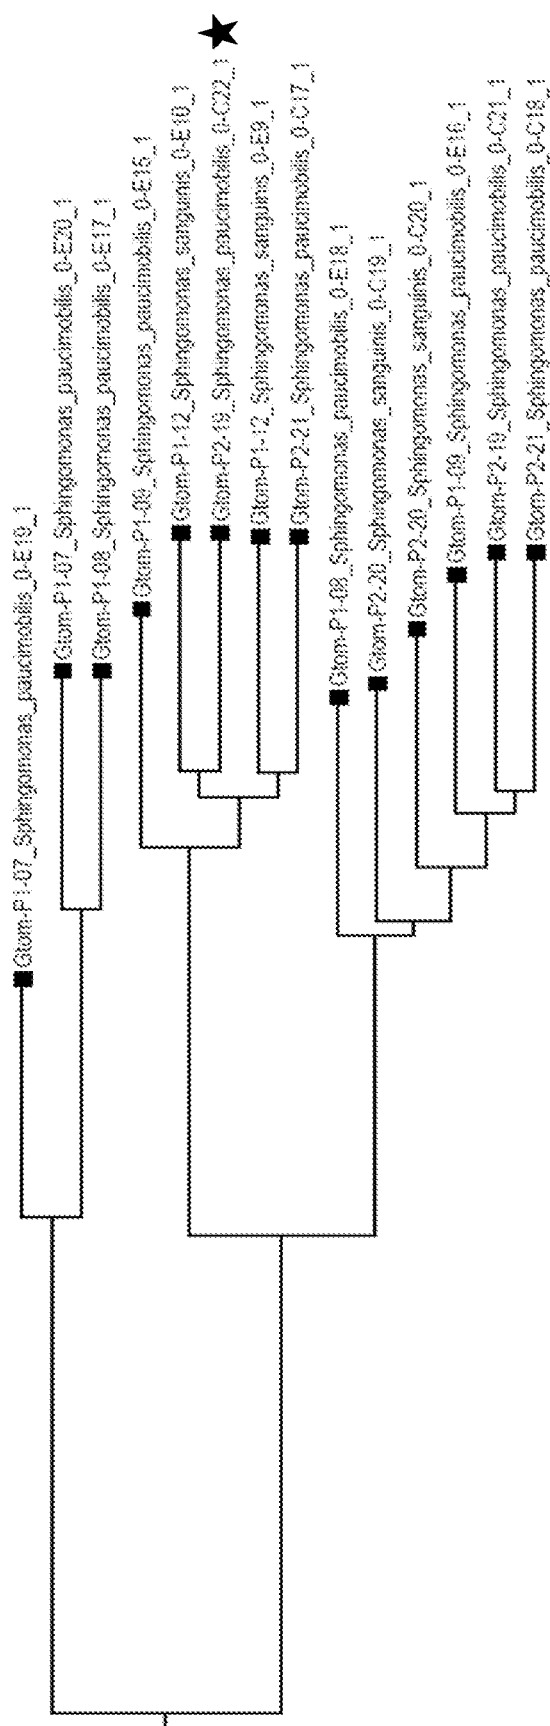 Gtom-P1-07_Sphingomonas_paucimobilis_0-E19_1
Gtom-P1-07_Sphingomonas_paucimobilis_0-E20_1
Gtom-P1-08_Sphingomonas_paucimobilis_0-E17_1
Gtom-P1-09_Sphingomonas_paucimobilis_0-E15_1
Gtom-P1-12_Sphingomonas_sanguinis_0-E10_1
Gtom-P2-19_Sphingomonas_paucimobilis_0-C22_1
Gtom-P1-12_Sphingomonas_sanguinis_0-E9_1
Gtom-P2-21_Sphingomonas_paucimobilis_0-C17_1
Gtom-P1-08_Sphingomonas_paucimobilis_0-E18_1
Gtom-P2-20_Sphingomonas_sanguinis_0-C19_1
Gtom-P2-20_Sphingomonas_sanguinis_0-C20_1
Gtom-P1-09_Sphingomonas_paucimobilis_0-E16_1
Gtom-P2-19_Sphingomonas_paucimobilis_0-C21_1
Gtom-P2-21_Sphingomonas_paucimobilis_0-C18_1